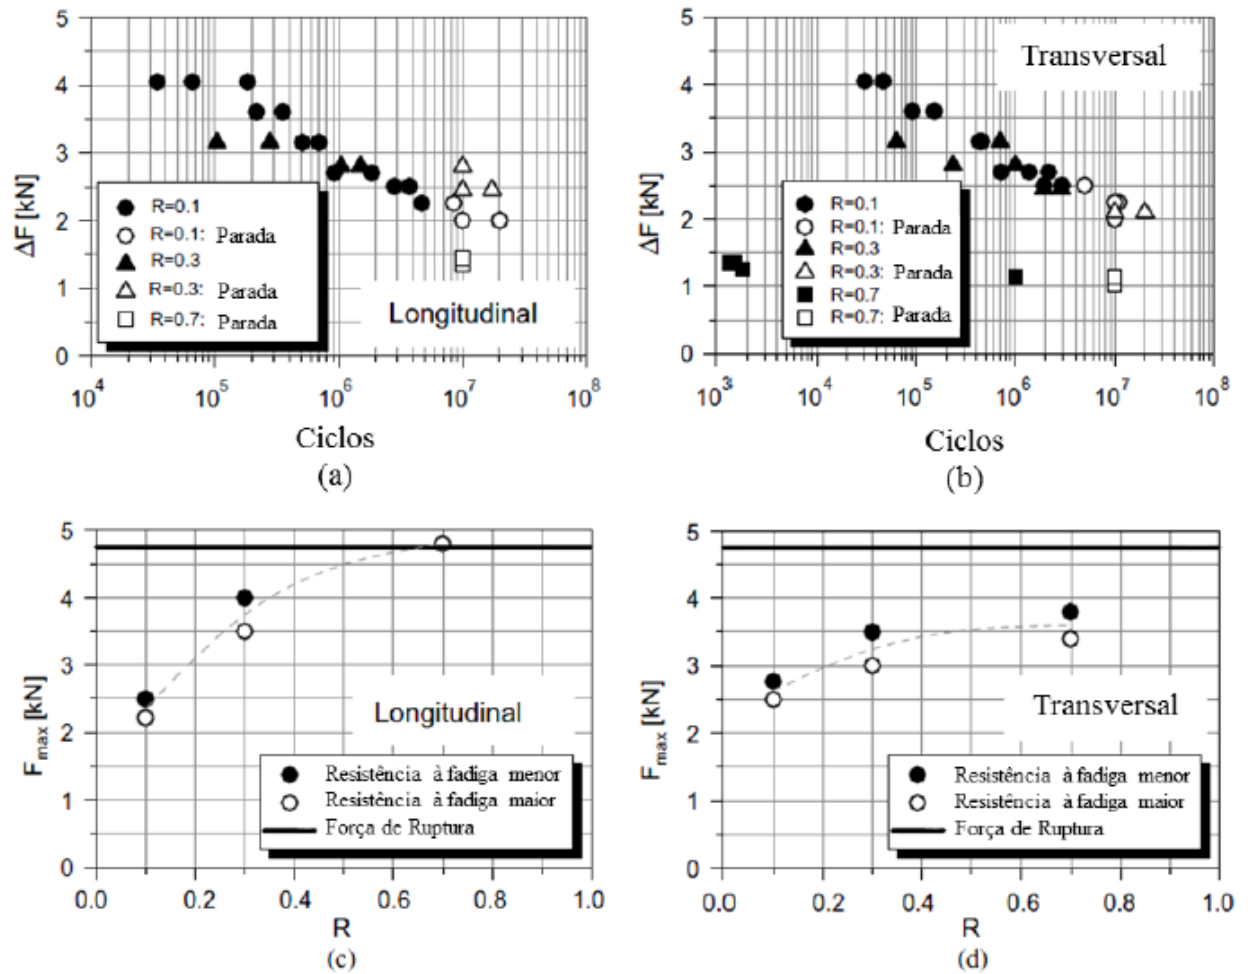 5
4
3
2
1
0
ΔF [kN]
R=0.1
R=0.1: Parada
R=0.3
R=0.3: Parada
R=0.7: Parada
Longitudinal
10^4
10^5
10^6
10^7
10^8
Ciclos
(a)
5
4
3
2
1
0
ΔF [kN]
Transversal
R=0.1
R=0.1: Parada
R=0.3
R=0.3: Parada
R=0.7
R=0.7: Parada
10^3
10^4
10^5
10^6
10^7
10^8
Ciclos
(b)
5
4
3
2
1
0
F_max [kN]
Longitudinal
Resistência à fadiga menor
Resistência à fadiga maior
Força de Ruptura
0.0
0.2
0.4
0.6
0.8
1.0
R
(c)
5
4
3
2
1
0
F_max [kN]
Transversal
Resistência à fadiga menor
Resistência à fadiga maior
Força de Ruptura
0.0
0.2
0.4
0.6
0.8
1.0
R
(d)